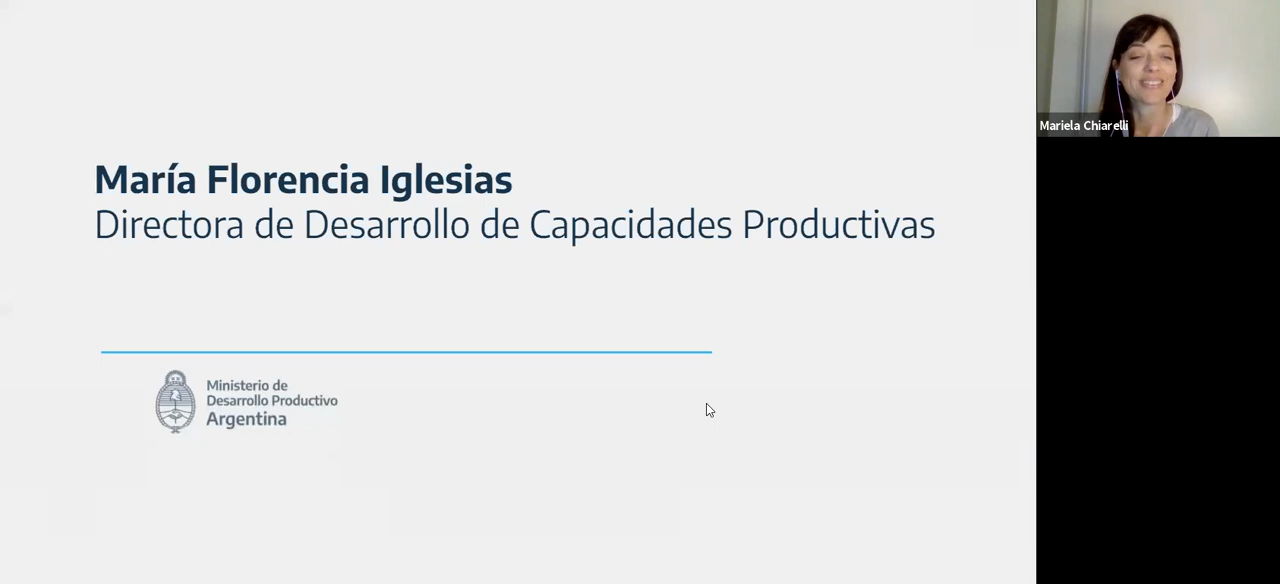 María Florencia Iglesias
Directora de Desarrollo de Capacidades Productivas
Ministerio de
Desarrollo Productivo
Argentina
Mariela Chiarelli